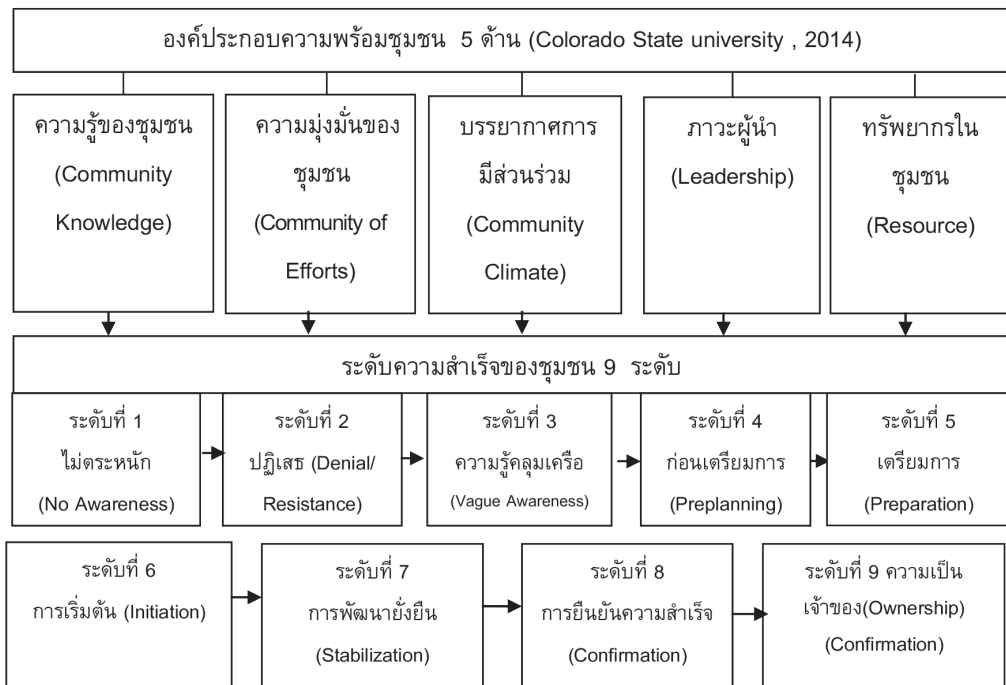 องค์ประกอบความพร้อมชุมชน 5 ด้าน (Colorado State university , 2014)
ความรู้ของชุมชน
(Community
Knowledge)
ความมุ่งมั่นของ
ชุมชน
(Community of
Efforts)
บรรยากาศการ
มีส่วนร่วม
(Community
Climate)
ภาวะผู้นำ
(Leadership)
ทรัพยากรใน
ชุมชน
(Resource)
ระดับความสำเร็จของชุมชน 9 ระดับ
ระดับที่ 1
ไม่ตระหนัก
(No Awareness)
ระดับที่ 2
ปฏิเสธ (Denial/
Resistance)
ระดับที่ 3
ความรู้คลุมเครือ
(Vague Awareness)
ระดับที่ 4
ก่อนเตรียมการ
(Preplanning)
ระดับที่ 5
เตรียมการ
(Preparation)
ระดับที่ 6
การเริ่มต้น (Initiation)
ระดับที่ 7
การพัฒนายั่งยืน
(Stabilization)
ระดับที่ 8
การยืนยันความสำเร็จ
(Confirmation)
ระดับที่ 9 ความเป็น
เจ้าของ(Ownership)
(Confirmation)